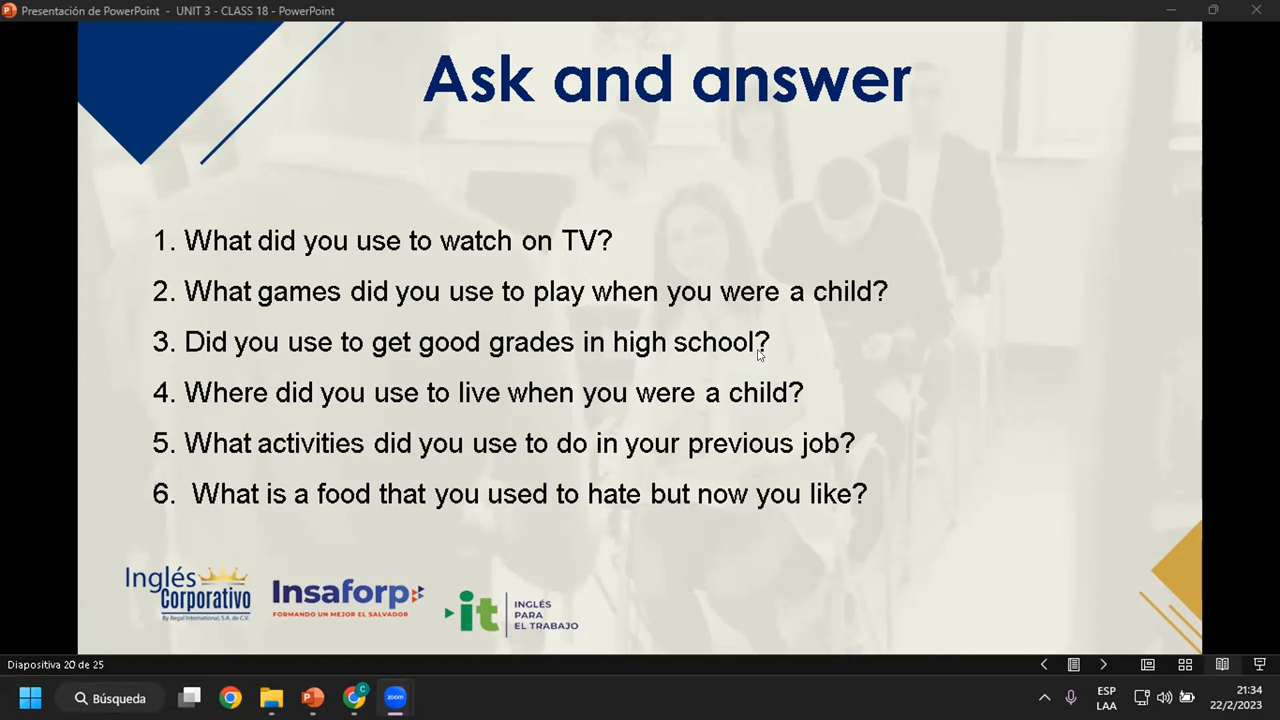 Presentación de PowerPoint - UNIT 3 - CLASS 18 - PowerPoint
Ask and answer
1. What did you use to watch on TV?
2. What games did you use to play when you were a child?
3. Did you use to get good grades in high school?
4. Where did you use to live when you were a child?
5. What activities did you use to do in your previous job?
6. What is a food that you used to hate but now you like?
Inglés
Corporativo
By Regal International, S.A. de C.V.
Insaforp
FORMANDO UN MEJOR EL SALVADOR
it
INGLÉS
PARA
EL TRABAJO
Diapositiva 20 de 25
Búsqueda
zoom
ESP
LAA
21:34
22/2/2023